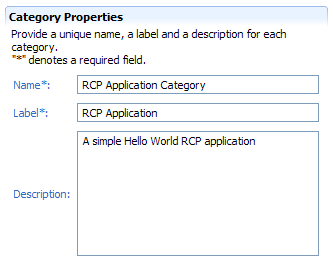 Category Properties
Provide a unique name, a label and a description for each
category.
"*" denotes a required field.
Name*: RCP Application Category
Label*: RCP Application
A simple Hello World RCP application
Description: